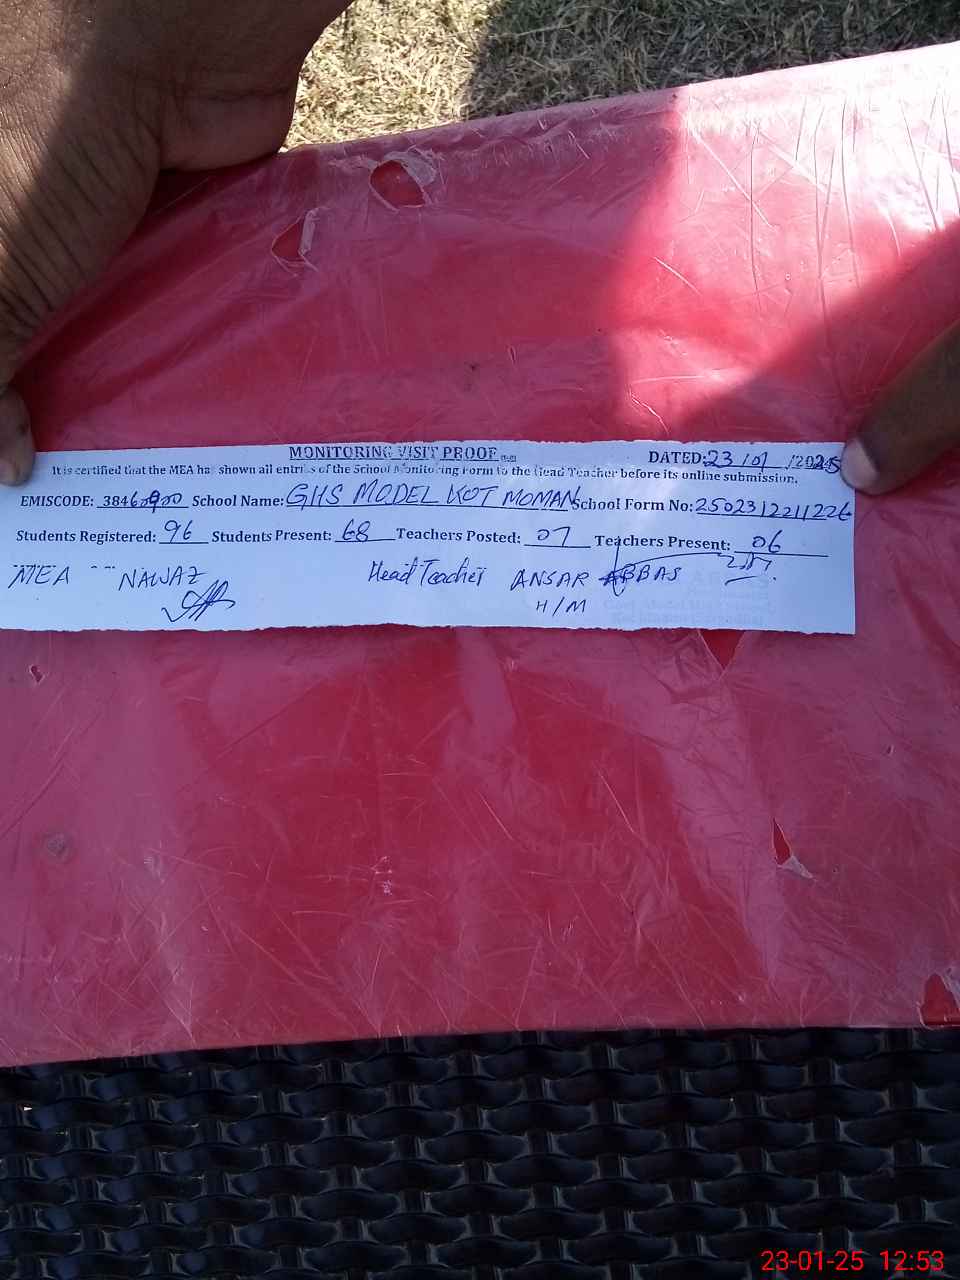 MONITORING VISIT PROOF
DATED: 23/01/2025
It is certified that the MEA has shown all entries of the School Monitoring Form to the Head Teacher before its online submission.
EMISCODE: School Name: GHS MODEL KOT MOMAN School Form No: 2502312211226
Students Registered: 96 Students Present: 68 Teachers Posted: 07 Teachers Present: 06
MEA NAWAZ Head Teacher ANSAR ABBAS
H/M
23-01-25 12:53